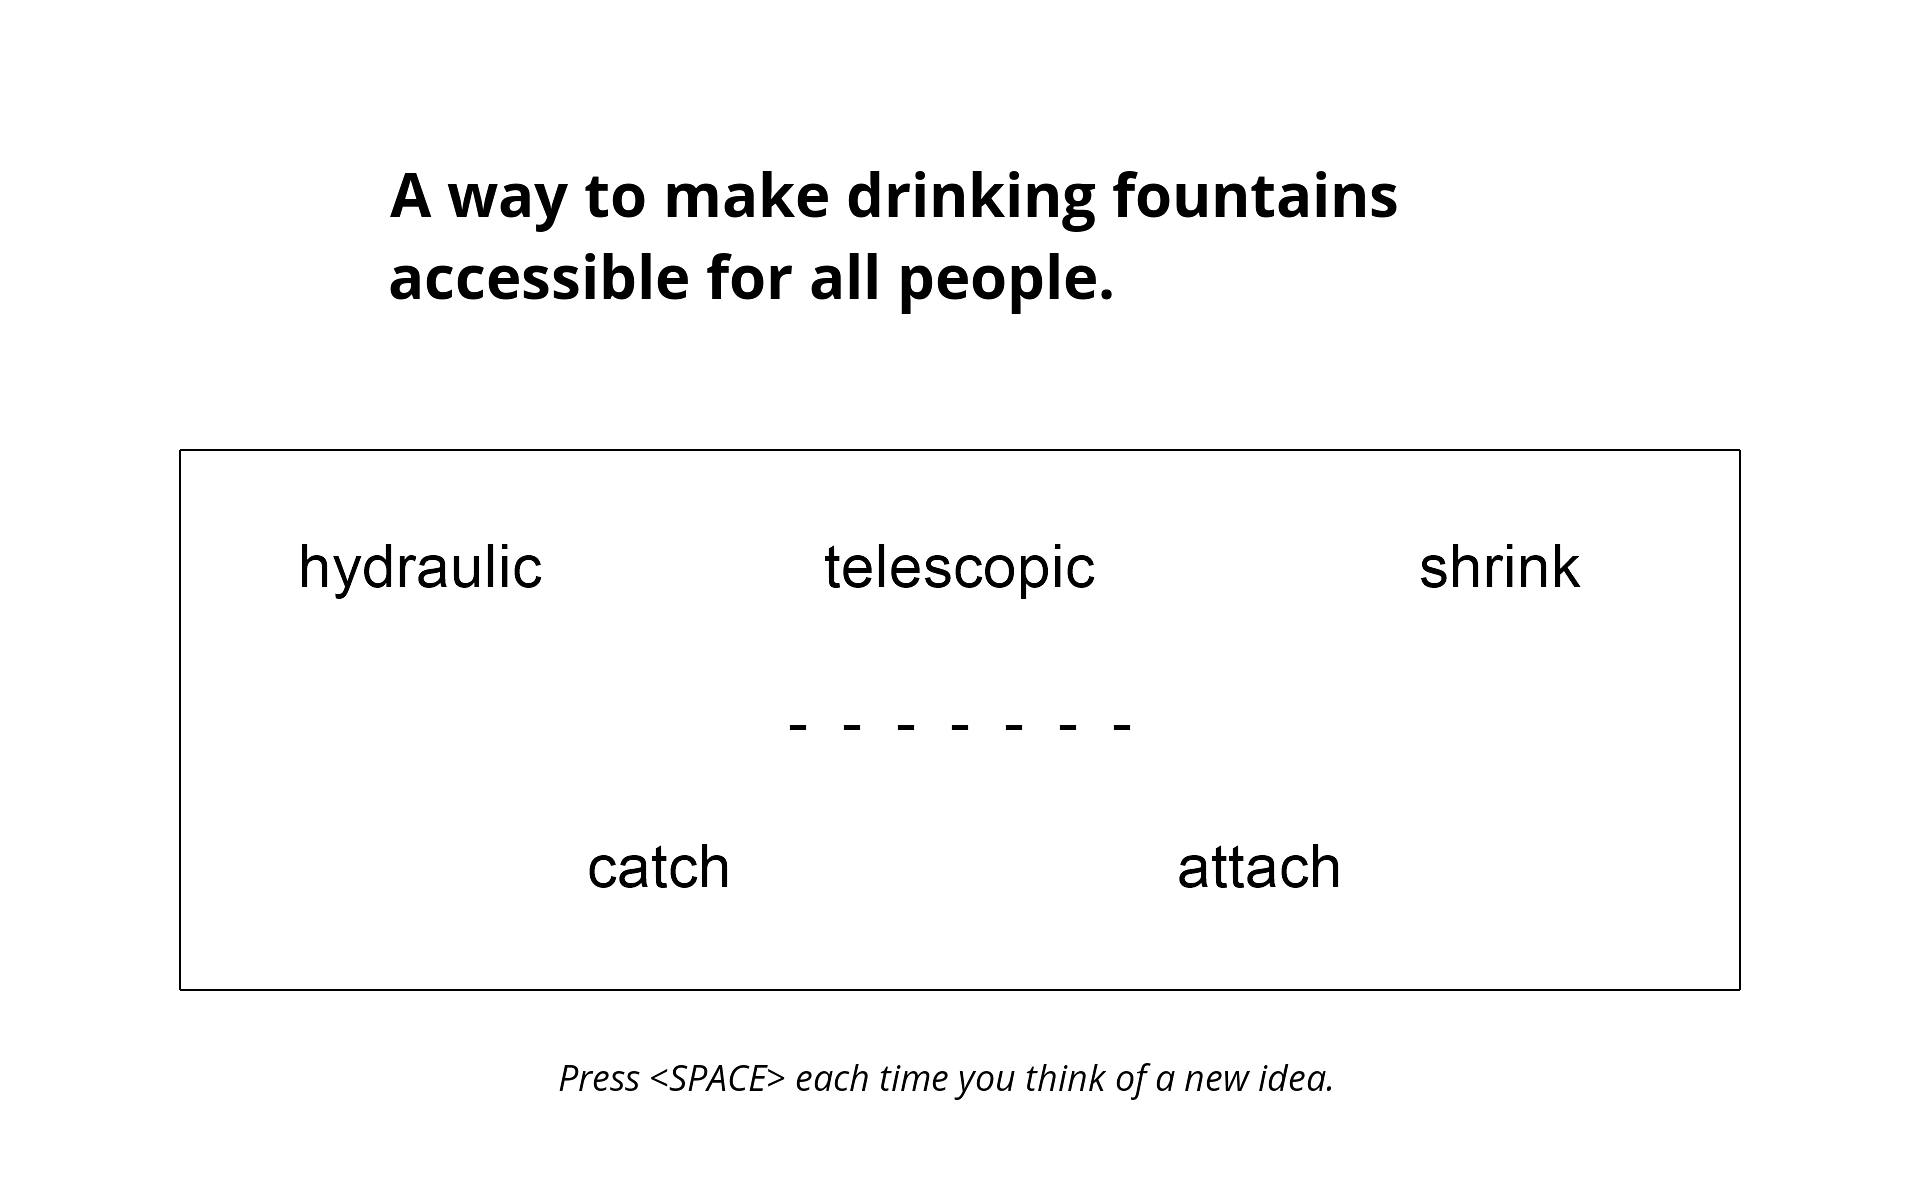 A way to make drinking fountains
accessible for all people.
hydraulic telescopic shrink
- - - - - - -
catch attach
Press <SPACE> each time you think of a new idea.